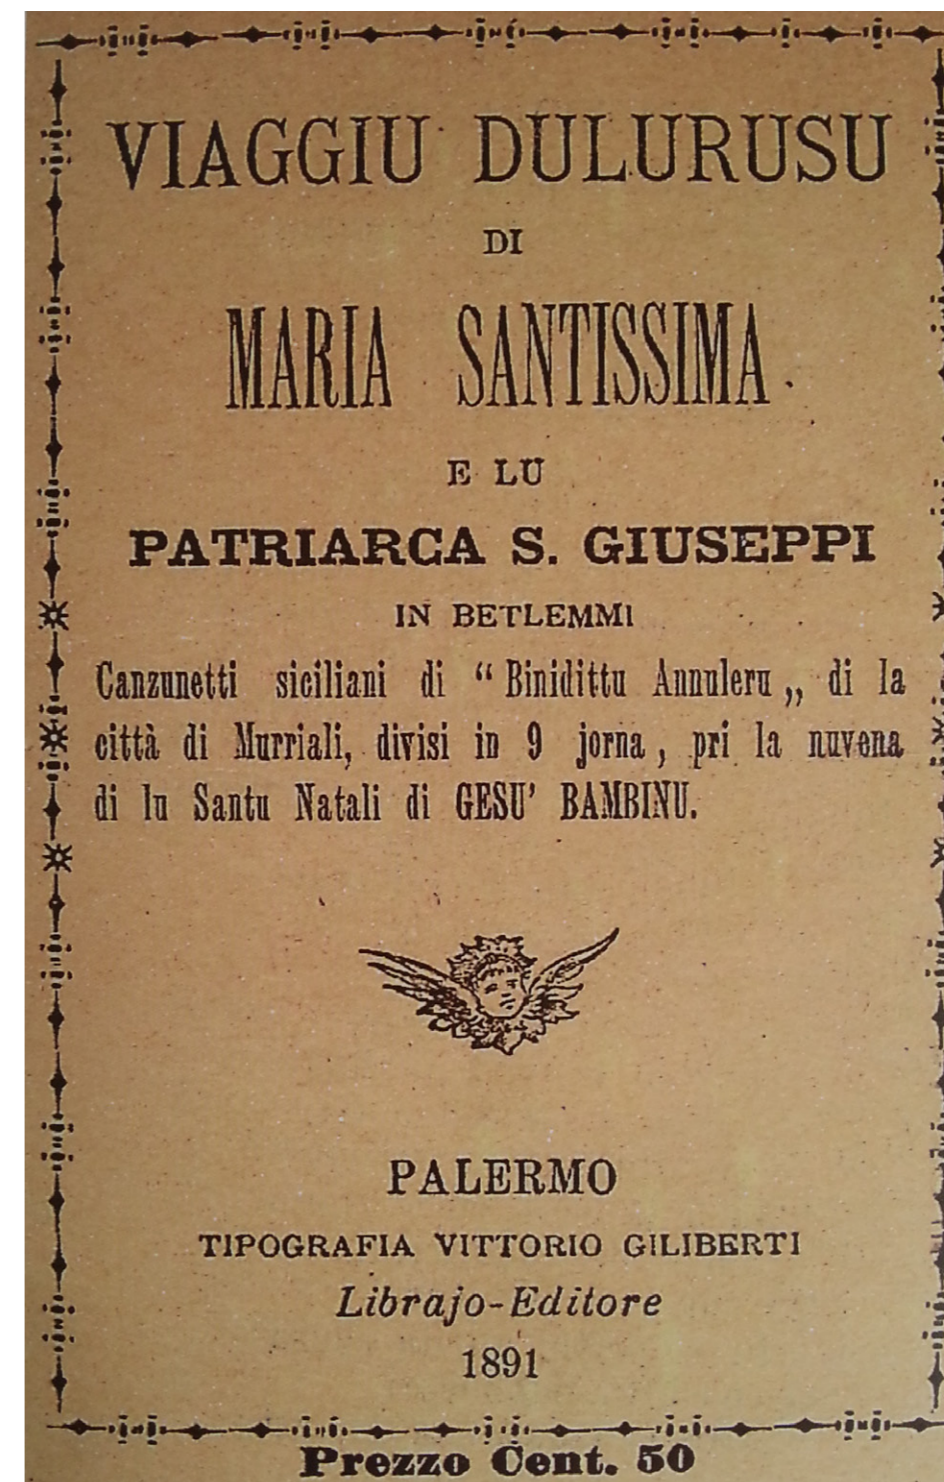 VIAGGIU DULURUSU
DI
MARIA SANTISSIMA
E LU
PATRIARCA S. GIUSEPPI
IN BETLEMMI
Canzunetti siciliani di “ Binidittu Annuleru „ di la
città di Murriali, divisi in 9 jorna, pri la nuvena
di lu Santu Natali di GESU' BAMBINU.
PALERMO
TIPOGRAFIA VITTORIO GILIBERTI
Librajo-Editore
1891
Prezzo Cent. 50